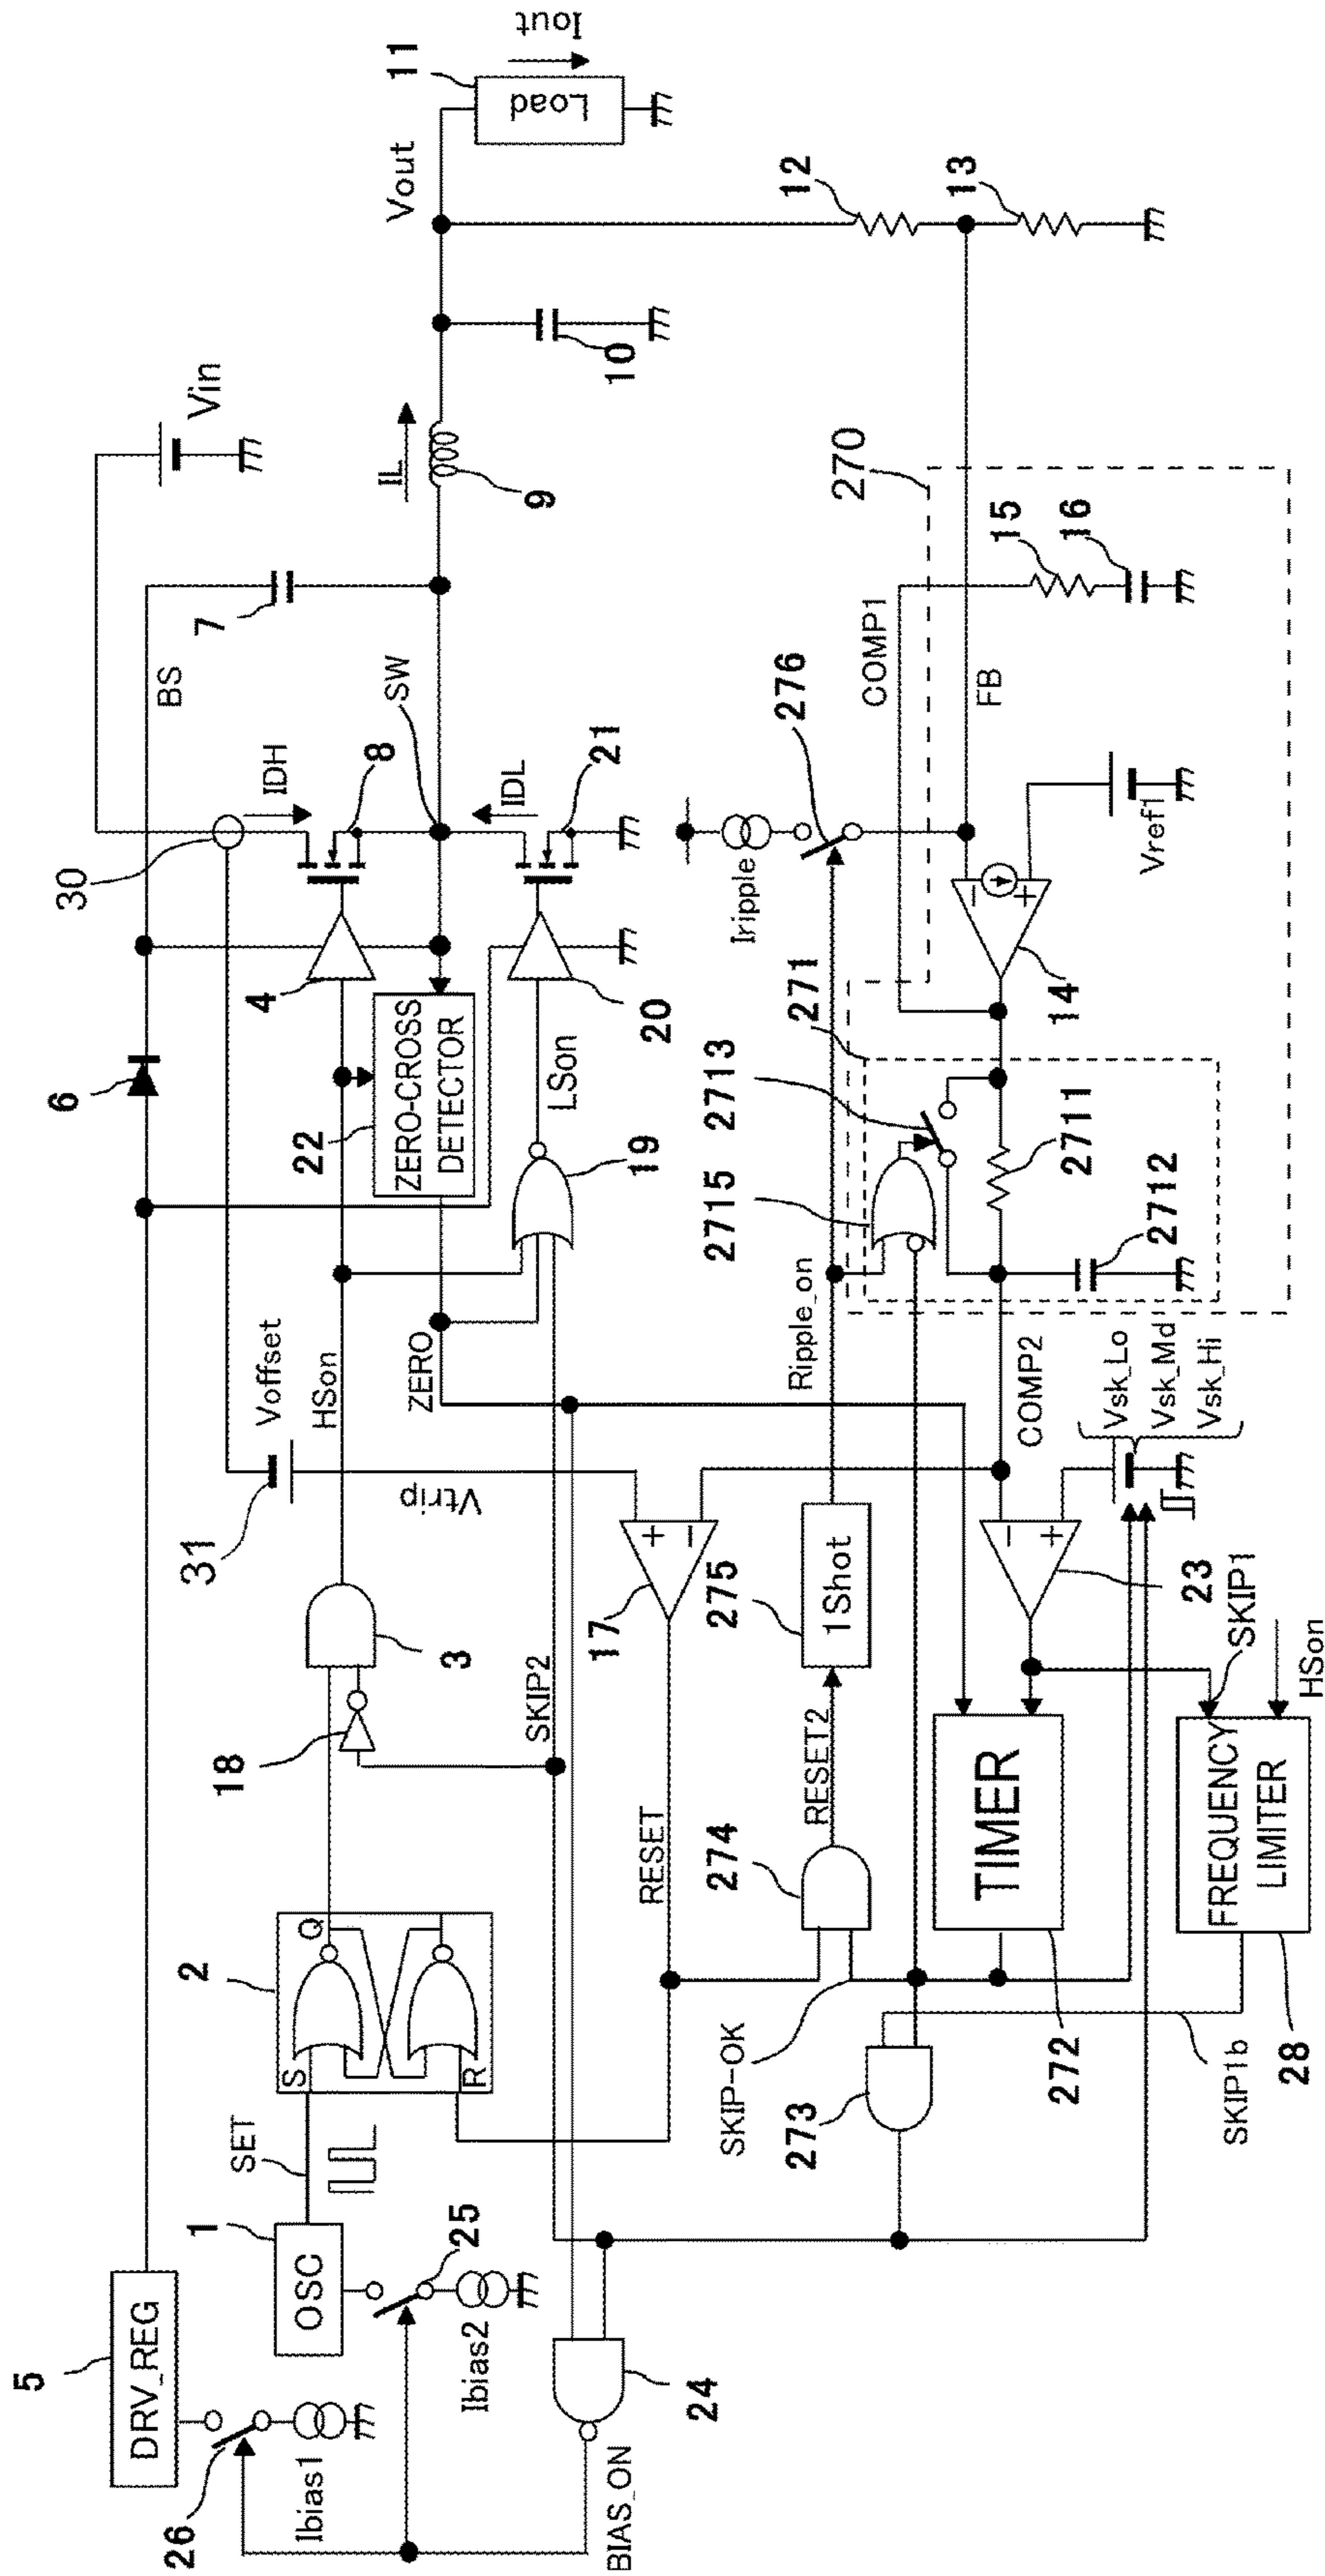 5
DRV_REG
26
Ibias1
1
OSC
25
Ibias2
SET
2
S
Q
R
BIAS_ON
24
6
BS
7
Vin
30
IDH
8
SW
IDL
21
IL
9
10
Vout
11
Load
Iout
12
13
31
Voffset
HSon
ZERO
Vtrip
4
22
ZERO-CROSS
DETECTOR
20
LSon
19
3
18
SKIP2
17
RESET
274
RESET2
275
1Shot
Ripple_on
Iripple
276
270
COMP1
FB
15
16
Vref1
14
271
2713
2715
2711
2712
COMP2
Vsk_Lo
Vsk_Md
Vsk_Hi
23
SKIP1
HSon
TIMER
272
FREQUENCY
LIMITER
28
SKIP1b
SKIP-OK
273